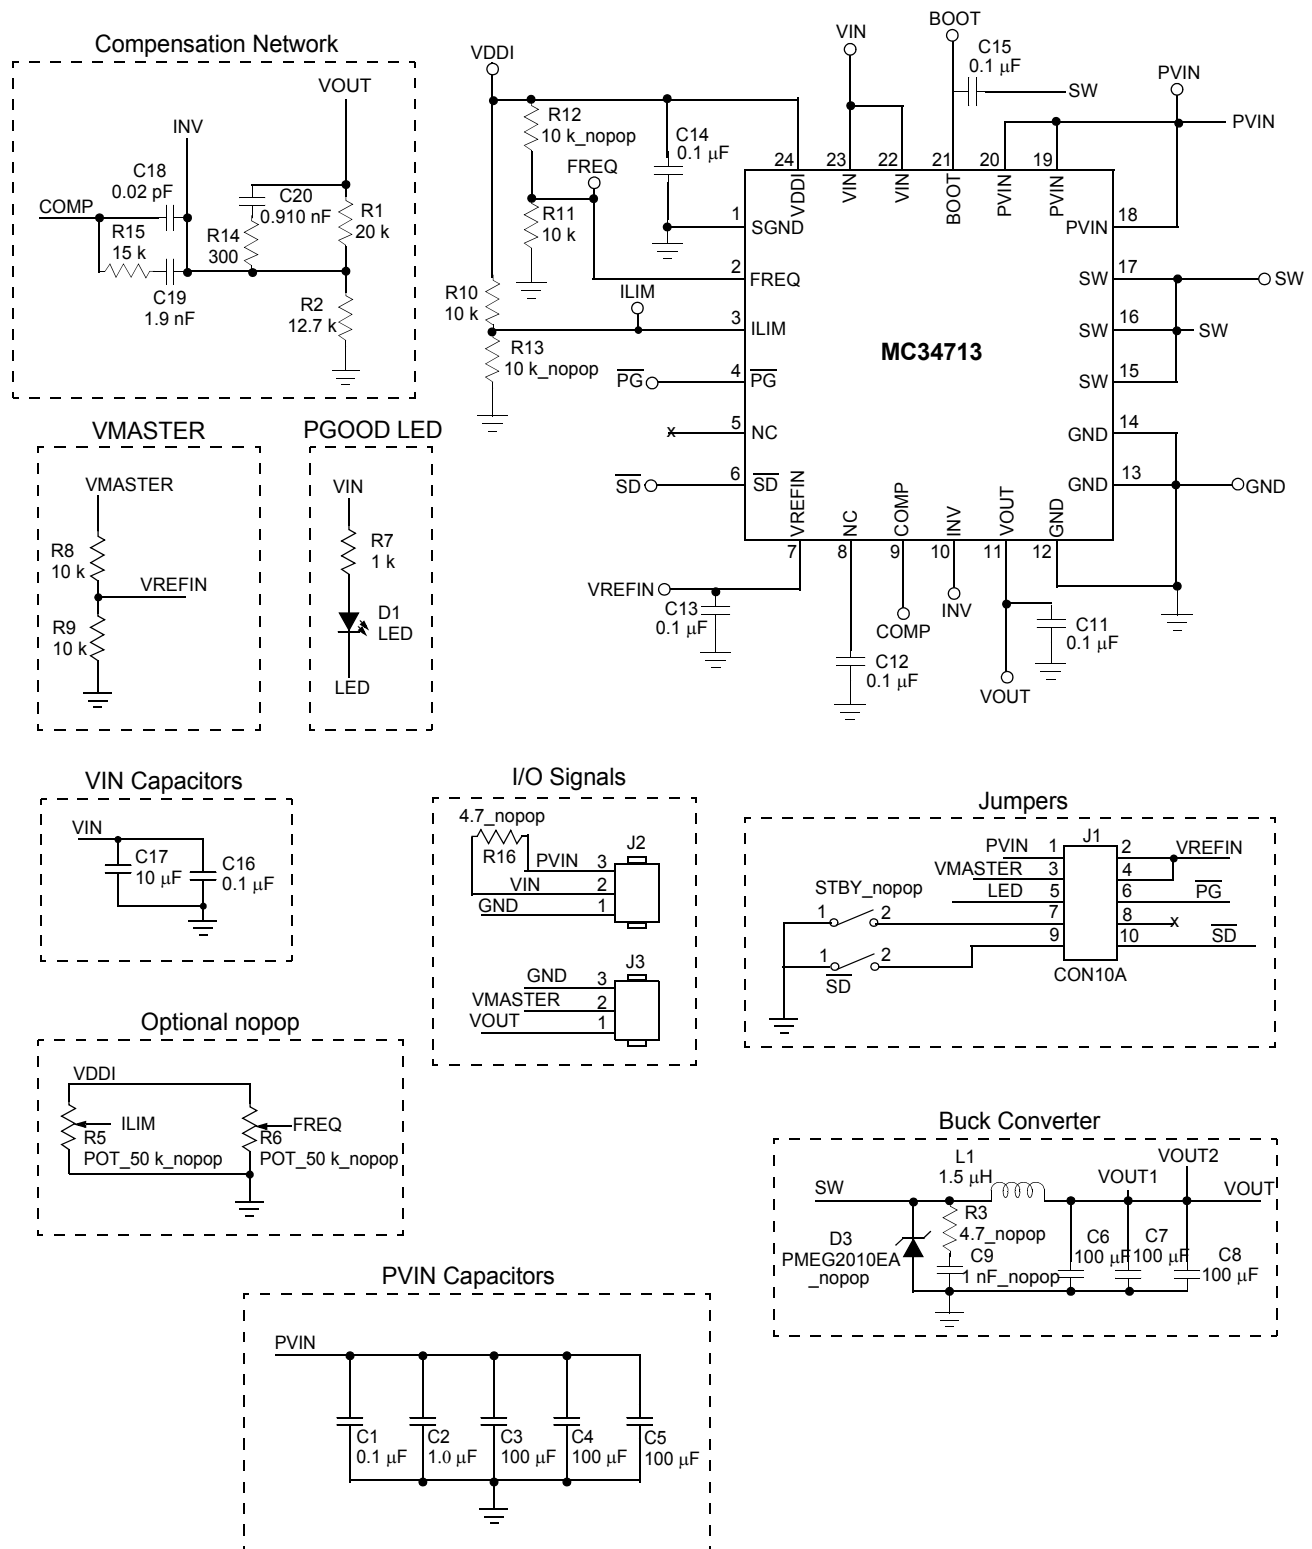 Compensation Network
VOUT
INV
C18
0.02 pF
COMP
C20
0.910 nF
R1
20 k
R15
15 k
R14
300
C19
1.9 nF
R2
12.7 k
VDDI
R12
10 k_nopop
FREQ
R11
10 k
C14
0.1 μF
R10
10 k
ILIM
R13
10 k_nopop
PG
SD
x
VIN
BOOT
C15
0.1 μF
SW
PVIN
PVIN
24
23
22
21
20
19
VDDI
VIN
VIN
BOOT
PVIN
PVIN
1
SGND
2
FREQ
3
ILIM
4
PG
5
NC
6
SD
MC34713
18
PVIN
17
SW
SW
16
SW
SW
15
SW
14
GND
13
GND
GND
VREFIN
NC
COMP
INV
VOUT
GND
7
8
9
10
11
12
VREFIN
C13
0.1 μF
C12
0.1 μF
COMP
INV
VOUT
C11
0.1 μF
VMASTER
VMASTER
R8
10 k
VREFIN
R9
10 k
PGOOD LED
VIN
R7
1 k
D1
LED
LED
VIN Capacitors
VIN
C17
10 μF
C16
0.1 μF
I/O Signals
4.7_nopop
R16
PVIN 3
VIN 2
GND 1
J2
GND 3
VMASTER 2
VOUT 1
J3
Jumpers
J1
PVIN 1
2 VREFIN
VMASTER 3
4
LED 5
6 PG
STBY_nopop
1 2
7
8 x
9
10 SD
1 2
SD
CON10A
Optional nopop
VDDI
ILIM
R5
POT_50 k_nopop
FREQ
R6
POT_50 k_nopop
Buck Converter
SW
L1
1.5 μH
VOUT1
VOUT2
VOUT
D3
PMEG2010EA
_nopop
R3
4.7_nopop
C9
1 nF_nopop
C6
100 μF
C7
100 μF
C8
100 μF
PVIN Capacitors
PVIN
C1
0.1 μF
C2
1.0 μF
C3
100 μF
C4
100 μF
C5
100 μF